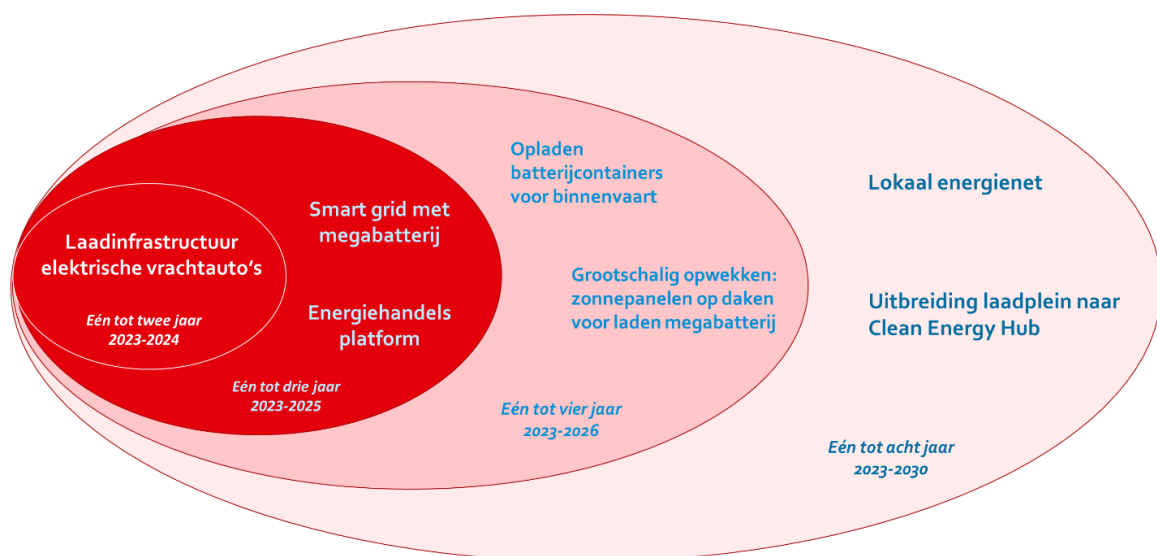 Laadinfrastructuur
elektrische vrachtauto's
Eén tot twee jaar
2023-2024
Smart grid met
megabatterij
Energiehandels
platform
Eén tot drie jaar
2023-2025
Opladen
batterijcontainers
voor binnenvaart
Grootschalig opwekken:
zonnepanelen op daken
voor laden megabatterij
Eén tot vier jaar
2023-2026
Lokaal energienet
Uitbreiding laadplein naar
Clean Energy Hub
Eén tot acht jaar
2023-2030